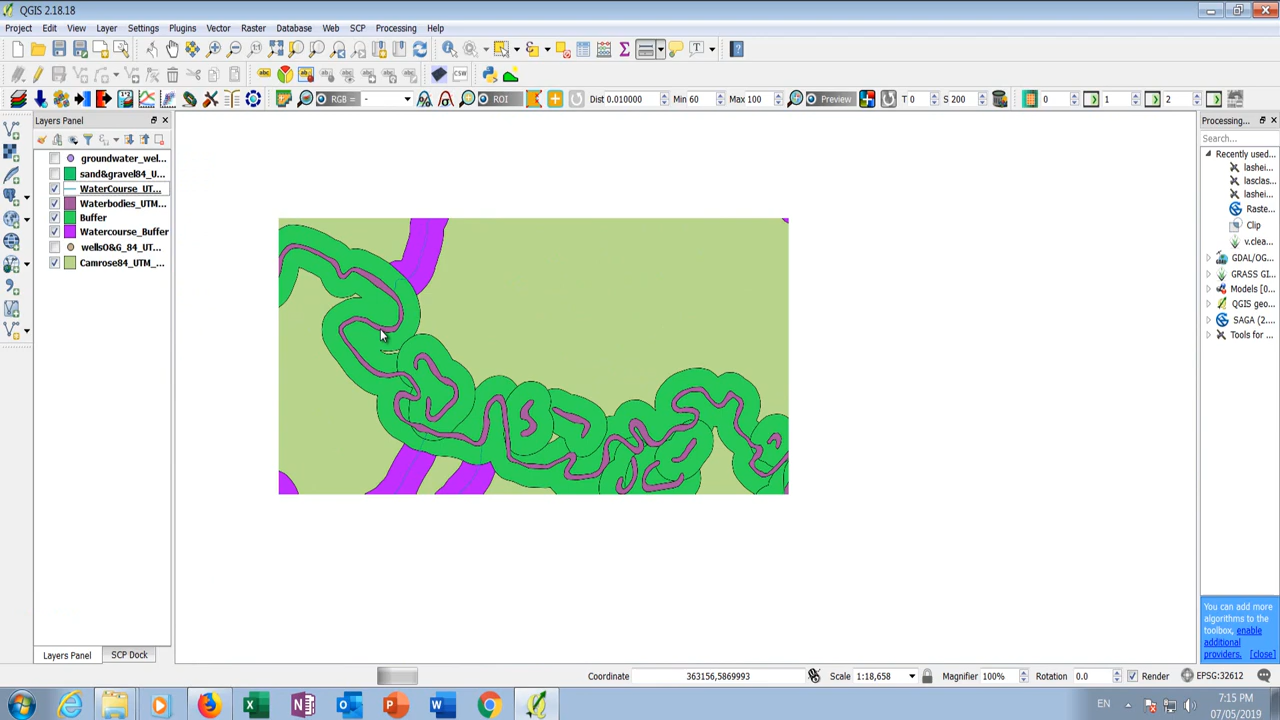 QGIS 2.18.18
Project Edit View Layer Settings Plugins Vector Raster Database Web SCP Processing Help
RGB = - ROI Dist 0.010000 Min 60 Max 100 Preview T 0 S 200 0 1 2
Layers Panel
groundwater_wel...
sand&gravel84_U...
WaterCourse_UT...
Waterbodies_UTM...
Buffer
Watercourse_Buffer
wellsO&G_84_UT...
Camrose84_UTM_...
Layers Panel SCP Dock
Processing...
Search...
Recently used...
lashei...
lasclas...
lashei...
Raste...
Clip
v.clea...
GDAL/OG...
GRASS GI...
Models [0...
QGIS geo...
SAGA (2....
Tools for ...
You can add more
algorithms to the
toolbox, enable
additional
providers. [close]
Coordinate 363156,5869993 Scale 1:18,658 Magnifier 100% Rotation 0.0 Render EPSG:32612
EN 7:15 PM
07/05/2019